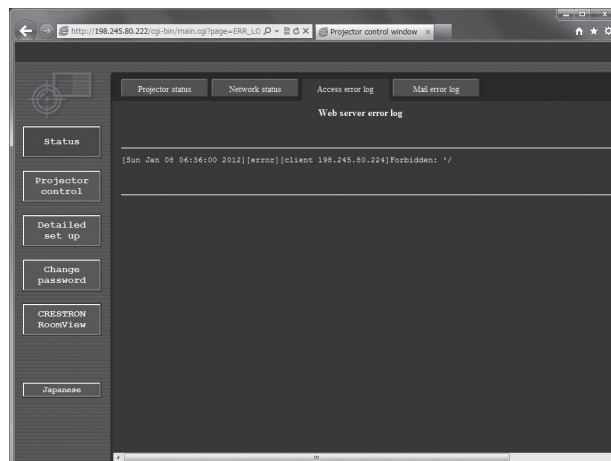 http://198.245.80.222/cgi-bin/main.cgi?page=ERR_LO
Projector control window
Projector status
Network status
Access error log
Mail error log
Web server error log
Status
[Sun Jan 08 06:36:00 2012][error][client 198.245.80.224]Forbidden: '/
Projector
control
Detailed
set up
Change
password
CRESTRON
RoomView
Japanese